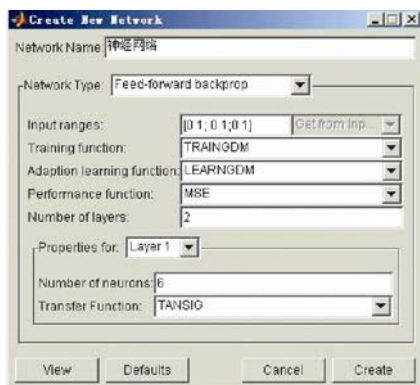 Create New Network
Network Name: 神经网络
Network Type: Feed-forward backprop
Input ranges: [0 1; 0 1;0 1] Get from Inp...
Training function: TRAINGDM
Adaption learning function: LEARNGDM
Performance function: MSE
Number of layers: 2
Properties for: Layer 1
Number of neurons: 6
Transfer Function: TANSIG
View Defaults Cancel Create